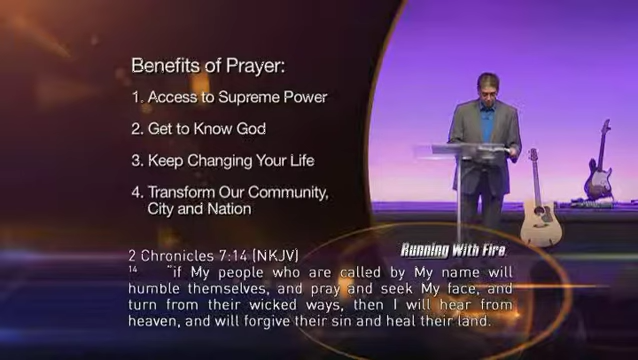 Benefits of Prayer:
1. Access to Supreme Power
2. Get to Know God
3. Keep Changing Your Life
4. Transform Our Community,
City and Nation
2 Chronicles 7:14 (NKJV)
Running With Fire
14 "if My people who are called by My name will
humble themselves, and pray and seek My face, and
turn from their wicked ways, then I will hear from
heaven, and will forgive their sin and heal their land.